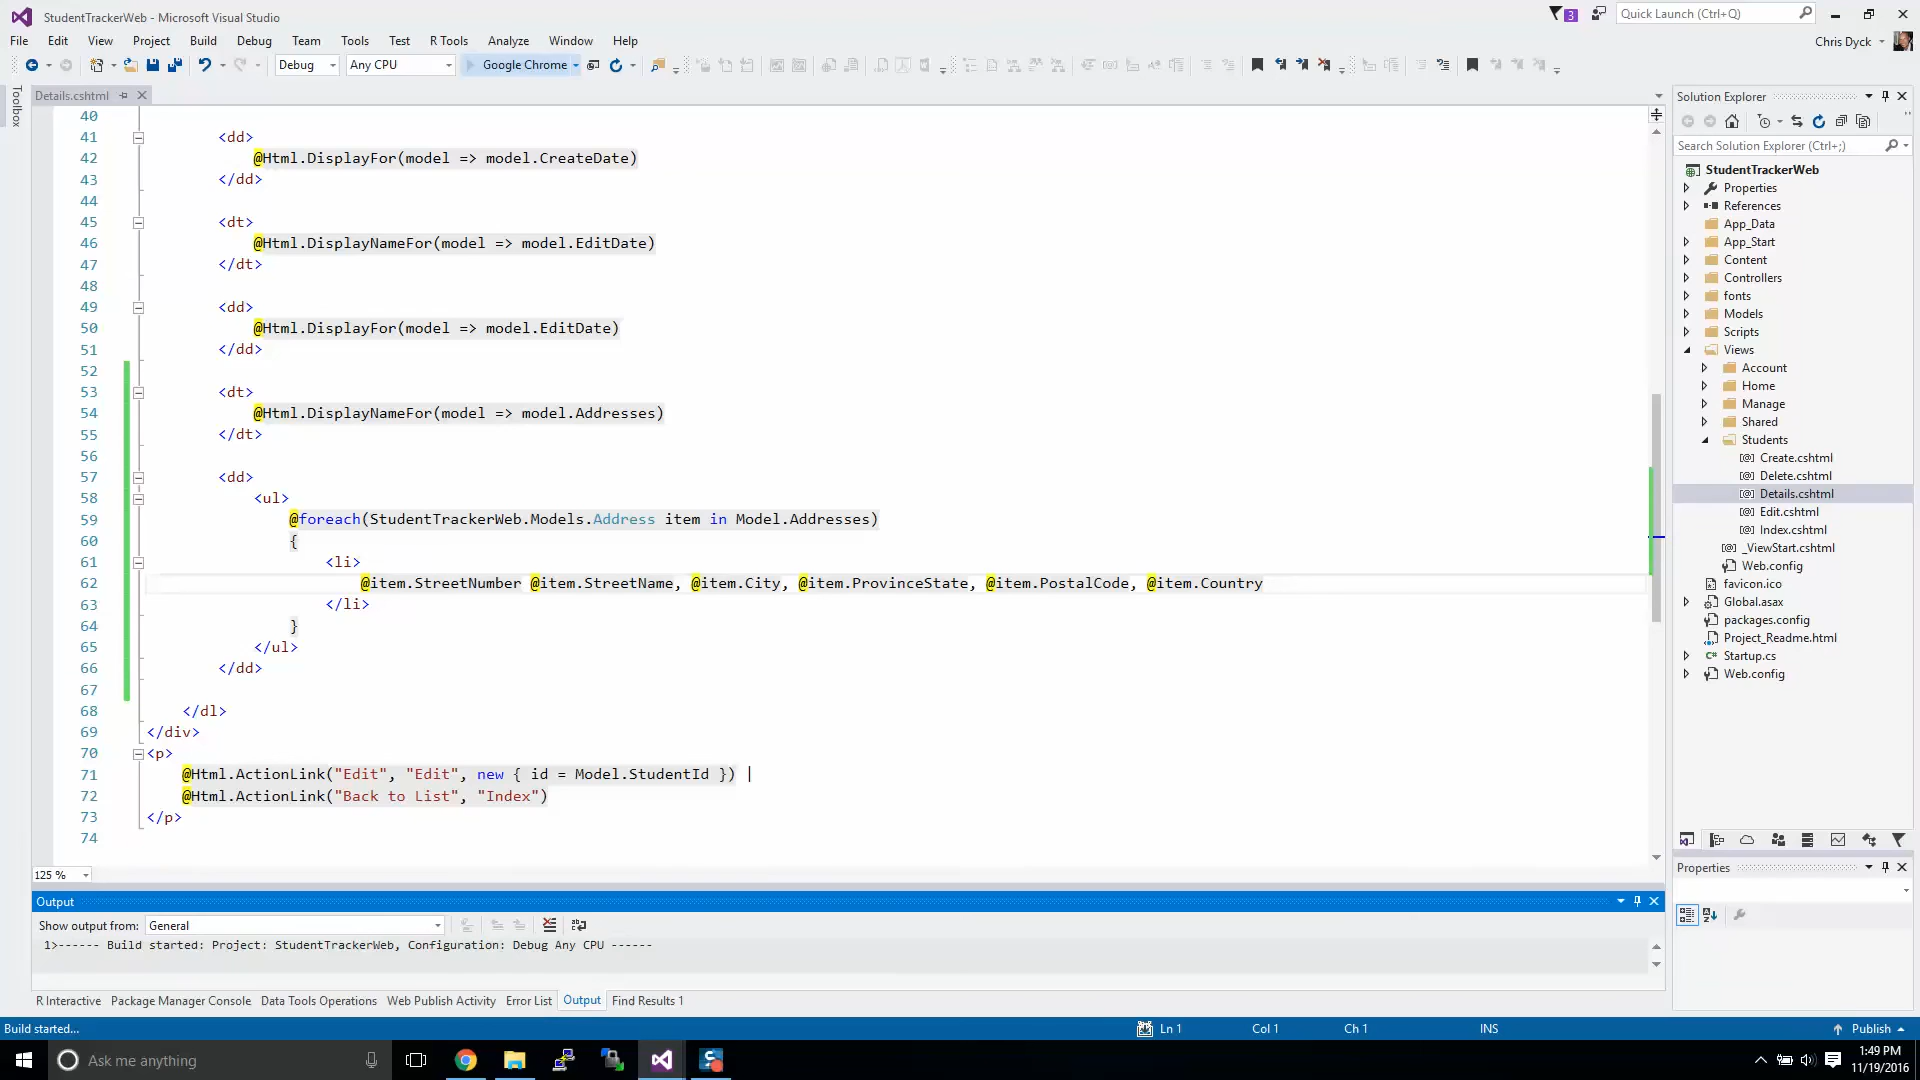 StudentTrackerWeb - Microsoft Visual Studio
3
Quick Launch (Ctrl+Q)
File Edit View Project Build Debug Team Tools Test R Tools Analyze Window Help
Chris Dyck
Debug Any CPU Google Chrome
Toolbox
Details.cshtml
40
41 <dd>
42 @Html.DisplayFor(model => model.CreateDate)
43 </dd>
44
45 <dt>
46 @Html.DisplayNameFor(model => model.EditDate)
47 </dt>
48
49 <dd>
50 @Html.DisplayFor(model => model.EditDate)
51 </dd>
52
53 <dt>
54 @Html.DisplayNameFor(model => model.Addresses)
55 </dt>
56
57 <dd>
58 <ul>
59 @foreach(StudentTrackerWeb.Models.Address item in Model.Addresses)
60 {
61 <li>
62 @item.StreetNumber @item.StreetName, @item.City, @item.ProvinceState, @item.PostalCode, @item.Country
63 </li>
64 }
65 </ul>
66 </dd>
67
68 </dl>
69 </div>
70 <p>
71 @Html.ActionLink("Edit", "Edit", new { id = Model.StudentId }) |
72 @Html.ActionLink("Back to List", "Index")
73 </p>
74
125 %
Output
Show output from: General
1>------ Build started: Project: StudentTrackerWeb, Configuration: Debug Any CPU ------
R Interactive Package Manager Console Data Tools Operations Web Publish Activity Error List Output Find Results 1
Solution Explorer
Search Solution Explorer (Ctrl+;)
StudentTrackerWeb
Properties
References
App_Data
App_Start
Content
Controllers
fonts
Models
Scripts
Views
Account
Home
Manage
Shared
Students
Create.cshtml
Delete.cshtml
Details.cshtml
Edit.cshtml
Index.cshtml
_ViewStart.cshtml
Web.config
favicon.ico
Global.asax
packages.config
Project_Readme.html
Startup.cs
Web.config
Properties
Build started... Ln 1 Col 1 Ch 1 INS Publish
Ask me anything
1:49 PM
11/19/2016